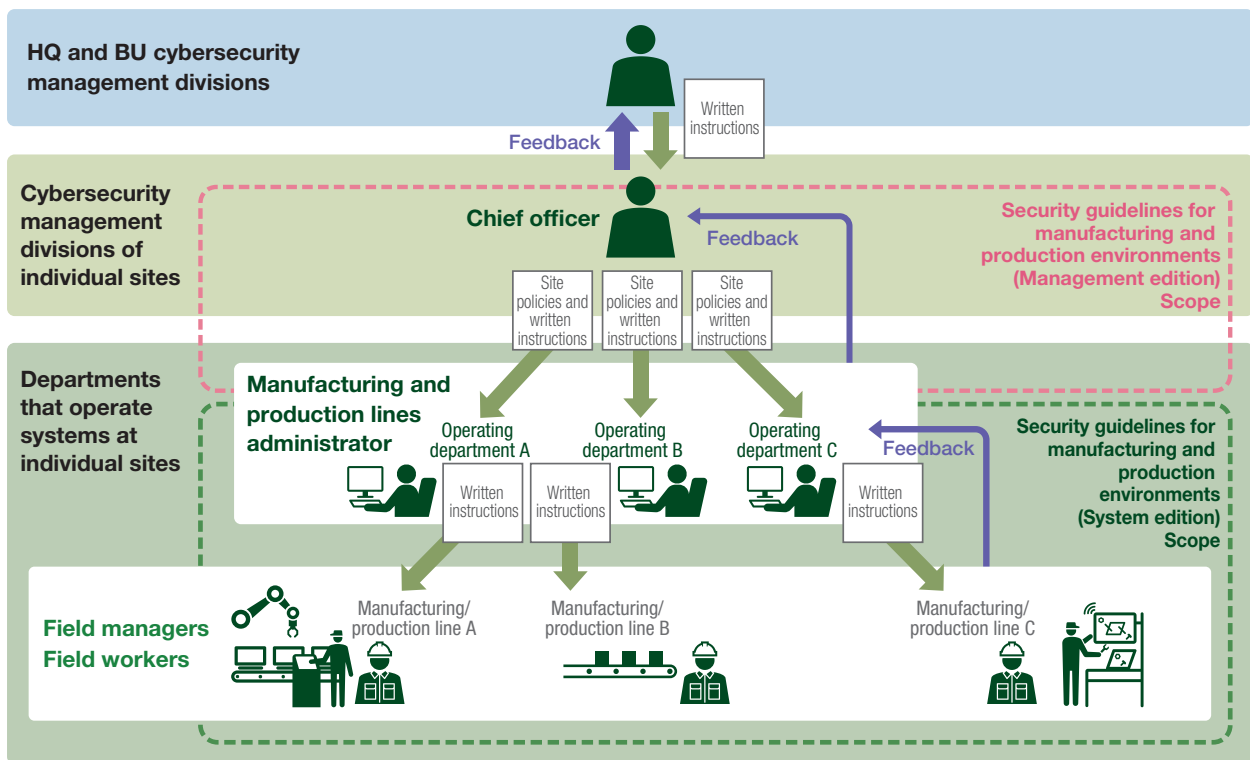 HQ and BU cybersecurity
management divisions
Written
instructions
Feedback
Cybersecurity
management
divisions of
individual sites
Chief officer
Feedback
Security guidelines for
manufacturing and
production environments
(Management edition)
Scope
Site
policies and
written
instructions
Site
policies and
written
instructions
Site
policies and
written
instructions
Departments
that operate
systems at
individual sites
Manufacturing and
production lines
administrator
Operating
department A
Operating
department B
Operating
department C
Feedback
Security guidelines for
manufacturing and
production
environments
(System edition)
Scope
Written
instructions
Written
instructions
Written
instructions
Field managers
Field workers
Manufacturing/
production line A
Manufacturing/
production line B
Manufacturing/
production line C